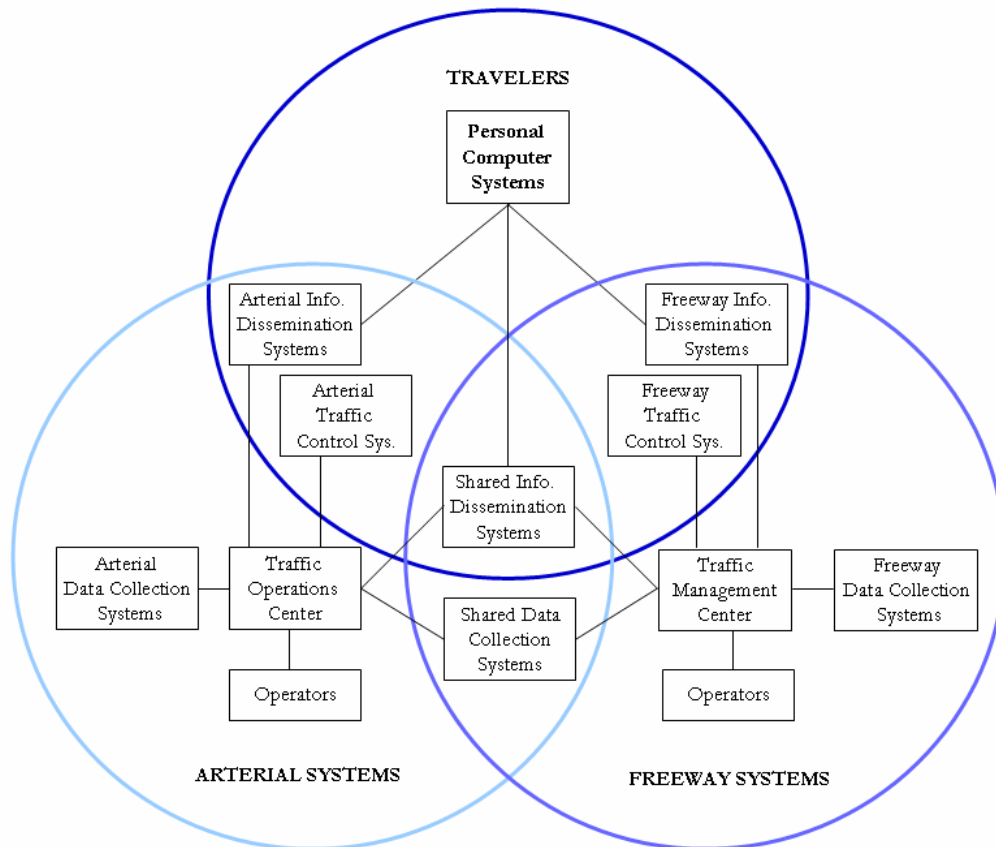 TRAVELERS
Personal
Computer
Systems
Arterial Info.
Dissemination
Systems
Freeway Info.
Dissemination
Systems
Arterial
Traffic
Control Sys.
Freeway
Traffic
Control Sys.
Shared Info.
Dissemination
Systems
Arterial
Data Collection
Systems
Traffic
Operations
Center
Traffic
Management
Center
Freeway
Data Collection
Systems
Shared Data
Collection
Systems
Operators
Operators
ARTERIAL SYSTEMS
FREEWAY SYSTEMS